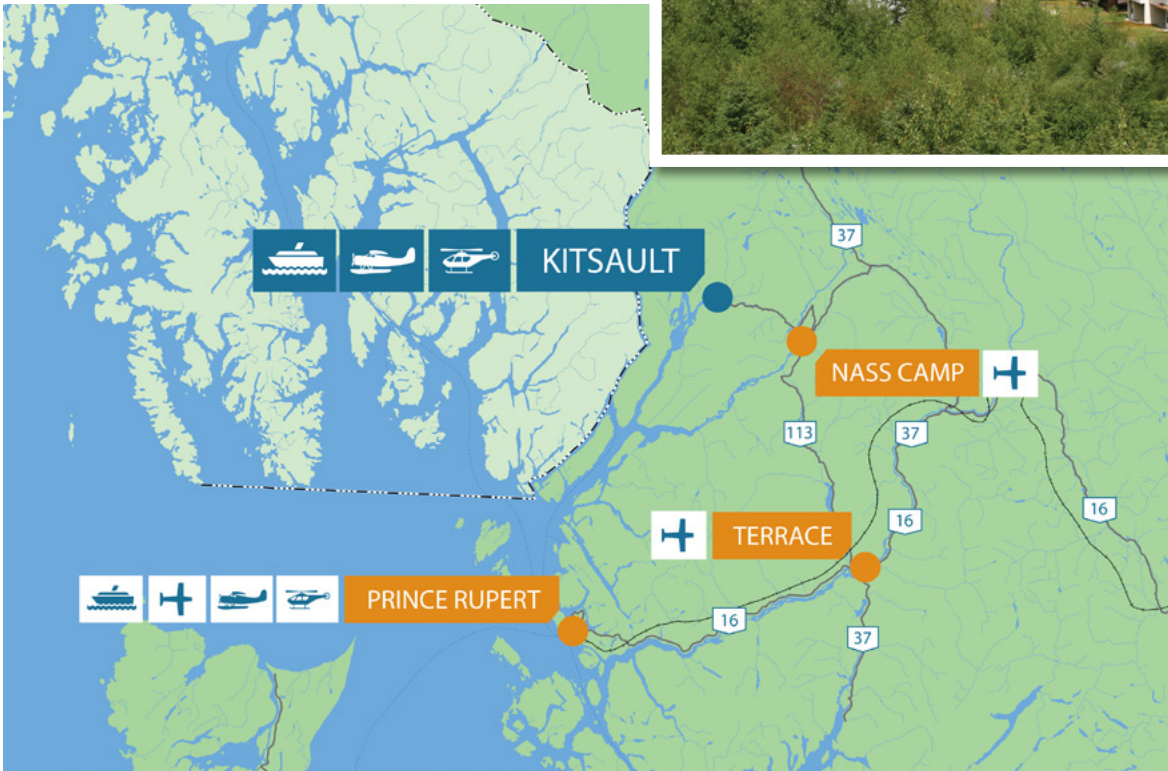 37
KITSAULT
NASS CAMP
113
37
16
TERRACE
16
PRINCE RUPERT
16
37